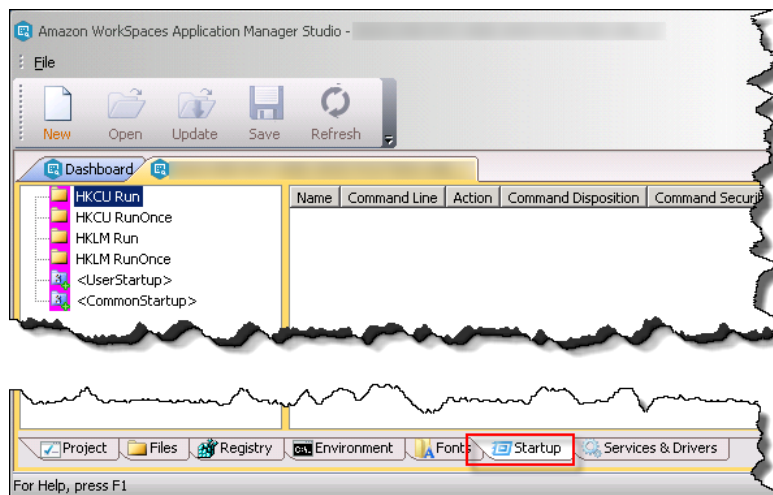 Amazon WorkSpaces Application Manager Studio -
File
New Open Update Save Refresh
Dashboard
HKCU Run
HKCU RunOnce
HKLM Run
HKLM RunOnce
<UserStartup>
<CommonStartup>
Name Command Line Action Command Disposition Command Securi
Project Files Registry Environment Fonts Startup Services & Drivers
For Help, press F1